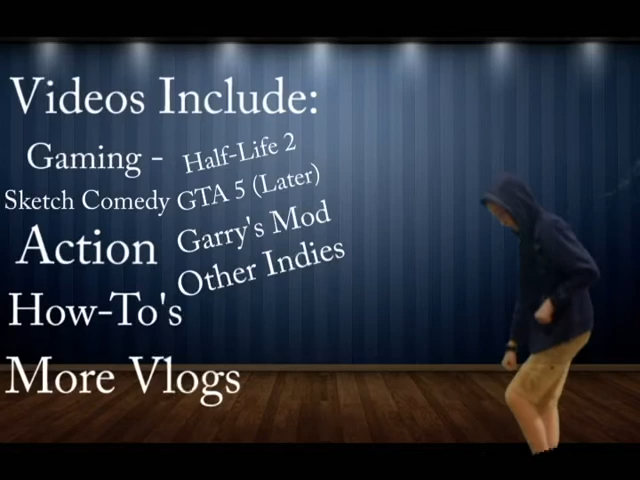 Videos Include:
Gaming - Half-Life 2
Sketch Comedy GTA 5 (Later)
Action Garry's Mod
Other Indies
How-To's
More Vlogs